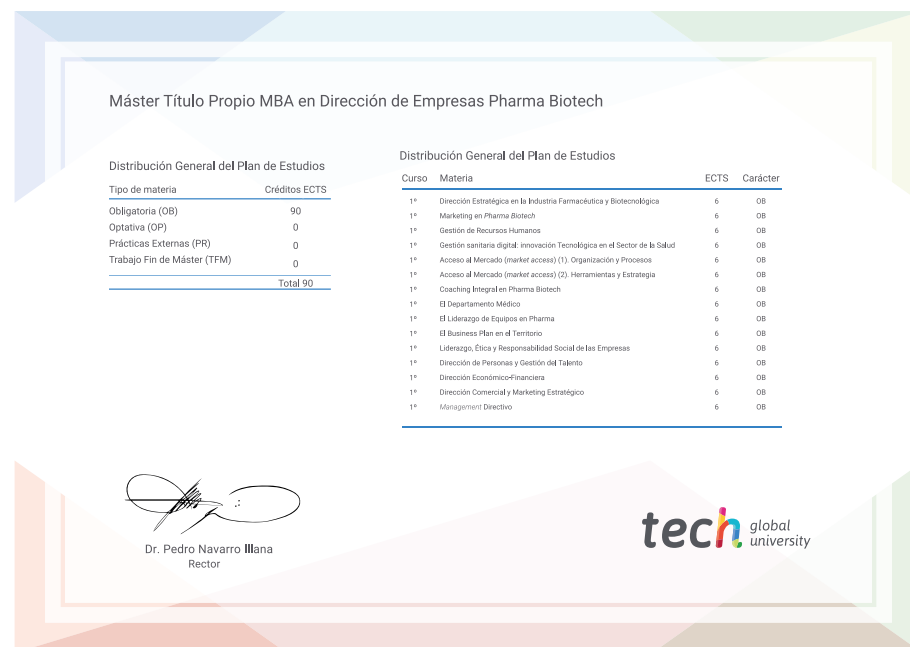 Máster Título Propio MBA en Dirección de Empresas Pharma Biotech
Distribución General del Plan de Estudios
Tipo de materia Créditos ECTS
Obligatoria (OB) 90
Optativa (OP) 0
Prácticas Externas (PR) 0
Trabajo Fin de Máster (TFM) 0
Total 90
Distribución General del Plan de Estudios
Curso Materia ECTS Carácter
1º Dirección Estratégica en la Industria Farmacéutica y Biotecnológica 6 OB
1º Marketing en Pharma Biotech 6 OB
1º Gestión de Recursos Humanos 6 OB
1º Gestión sanitaria digital: innovación Tecnológica en el Sector de la Salud 6 OB
1º Acceso al Mercado (market access) (1). Organización y Procesos 6 OB
1º Acceso al Mercado (market access) (2). Herramientas y Estrategia 6 OB
1º Coaching Integral en Pharma Biotech 6 OB
1º El Departamento Médico 6 OB
1º El Liderazgo de Equipos en Pharma 6 OB
1º El Business Plan en el Territorio 6 OB
1º Liderazgo, Ética y Responsabilidad Social de las Empresas 6 OB
1º Dirección de Personas y Gestión del Talento 6 OB
1º Dirección Económico-Financiera 6 OB
1º Dirección Comercial y Marketing Estratégico 6 OB
1º Management Directivo 6 OB
Dr. Pedro Navarro Illana
Rector
tech global university